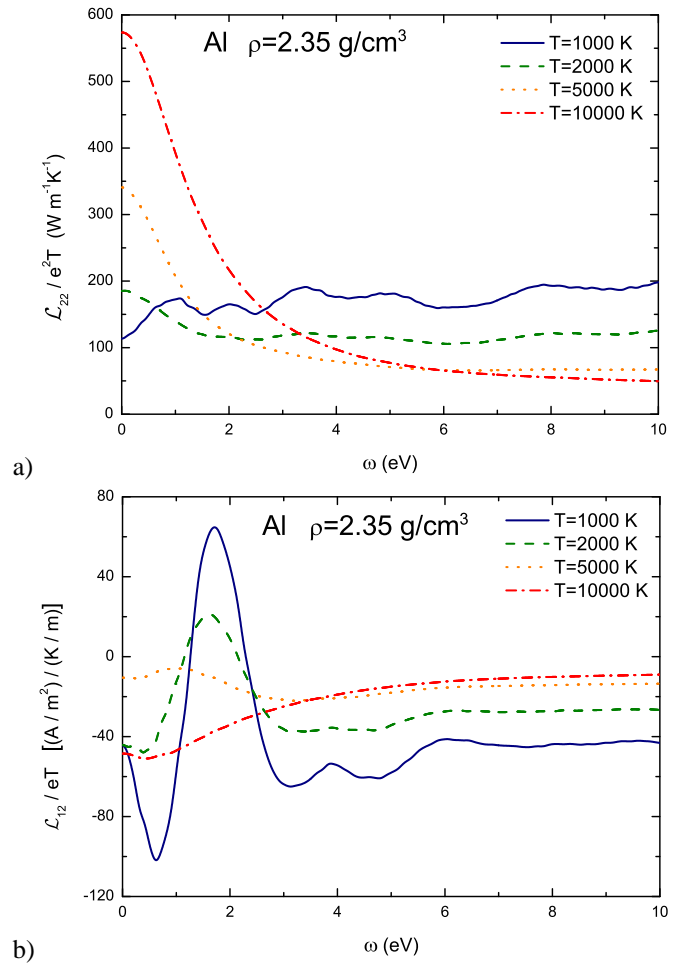 600
500
400
300
200
100
0
0 2 4 6 8 10
Al ρ=2.35 g/cm³
T=1000 K
T=2000 K
T=5000 K
T=10000 K
ℒ₂₂ / e²T (W m⁻¹K⁻¹)
ω (eV)
a)
80
40
0
-40
-80
-120
0 2 4 6 8 10
Al ρ=2.35 g/cm³
T=1000 K
T=2000 K
T=5000 K
T=10000 K
ℒ₁₂ / eT [(A / m²) / (K / m)]
ω (eV)
b)